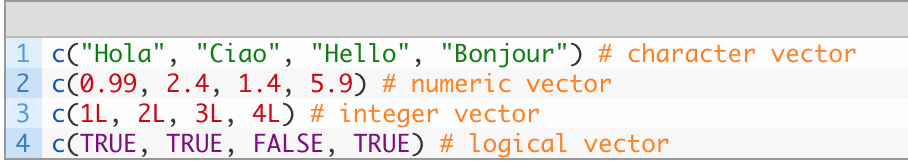 1 c("Hola", "Ciao", "Hello", "Bonjour") # character vector
2 c(0.99, 2.4, 1.4, 5.9) # numeric vector
3 c(1L, 2L, 3L, 4L) # integer vector
4 c(TRUE, TRUE, FALSE, TRUE) # logical vector